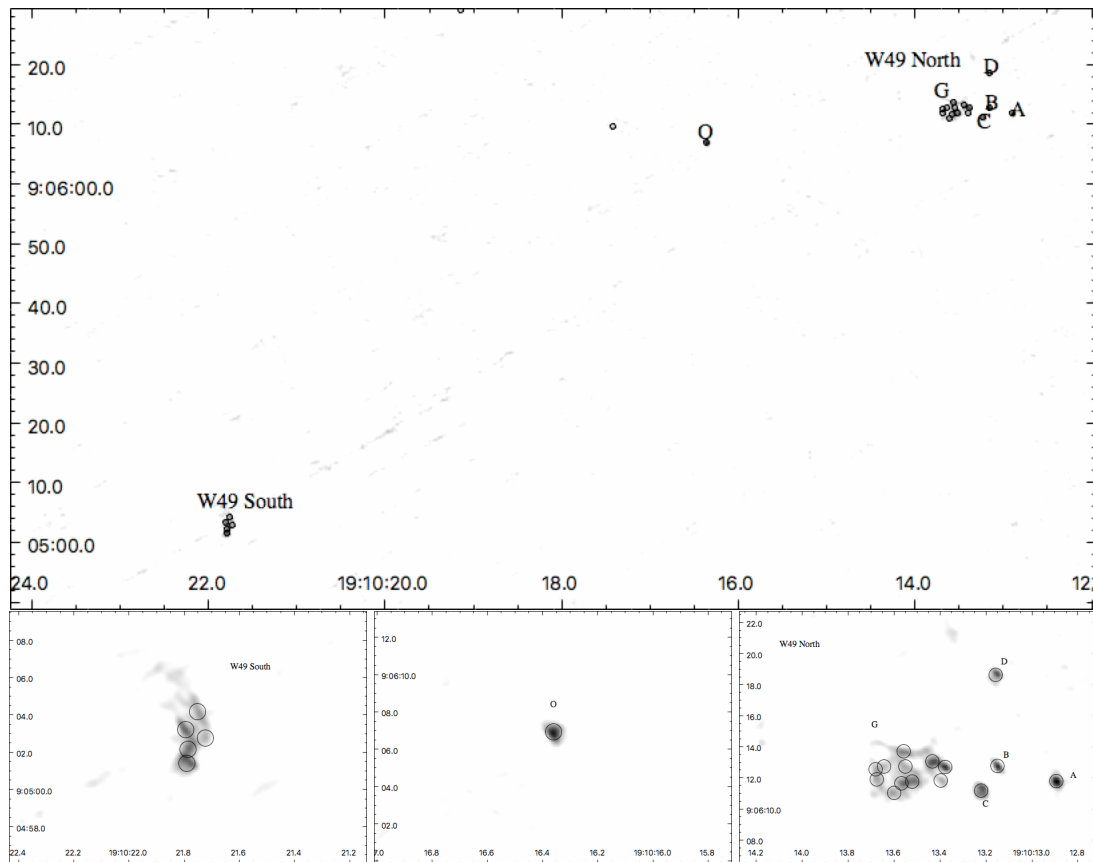 W49 North
D
20.0
G
B
A
10.0
C
O
9:06:00.0
50.0
40.0
30.0
20.0
10.0
W49 South
05:00.0
24.0 22.0 19:10:20.0 18.0 16.0 14.0 12.
08.0
W49 South
06.0
04.0
02.0
9:05:00.0
04:58.0
22.4 22.2 19:10:22.0 21.8 21.6 21.4 21.2
12.0
9:06:10.0
O
08.0
06.0
04.0
02.0
7.0 16.8 16.6 16.4 16.2 19:10:16.0 15.8
22.0
W49 North
20.0
D
18.0
16.0
G
14.0
B
12.0
A
C
9:06:10.0
08.0
14.2 14.0 13.8 13.6 13.4 13.2 19:10:13.0 12.8